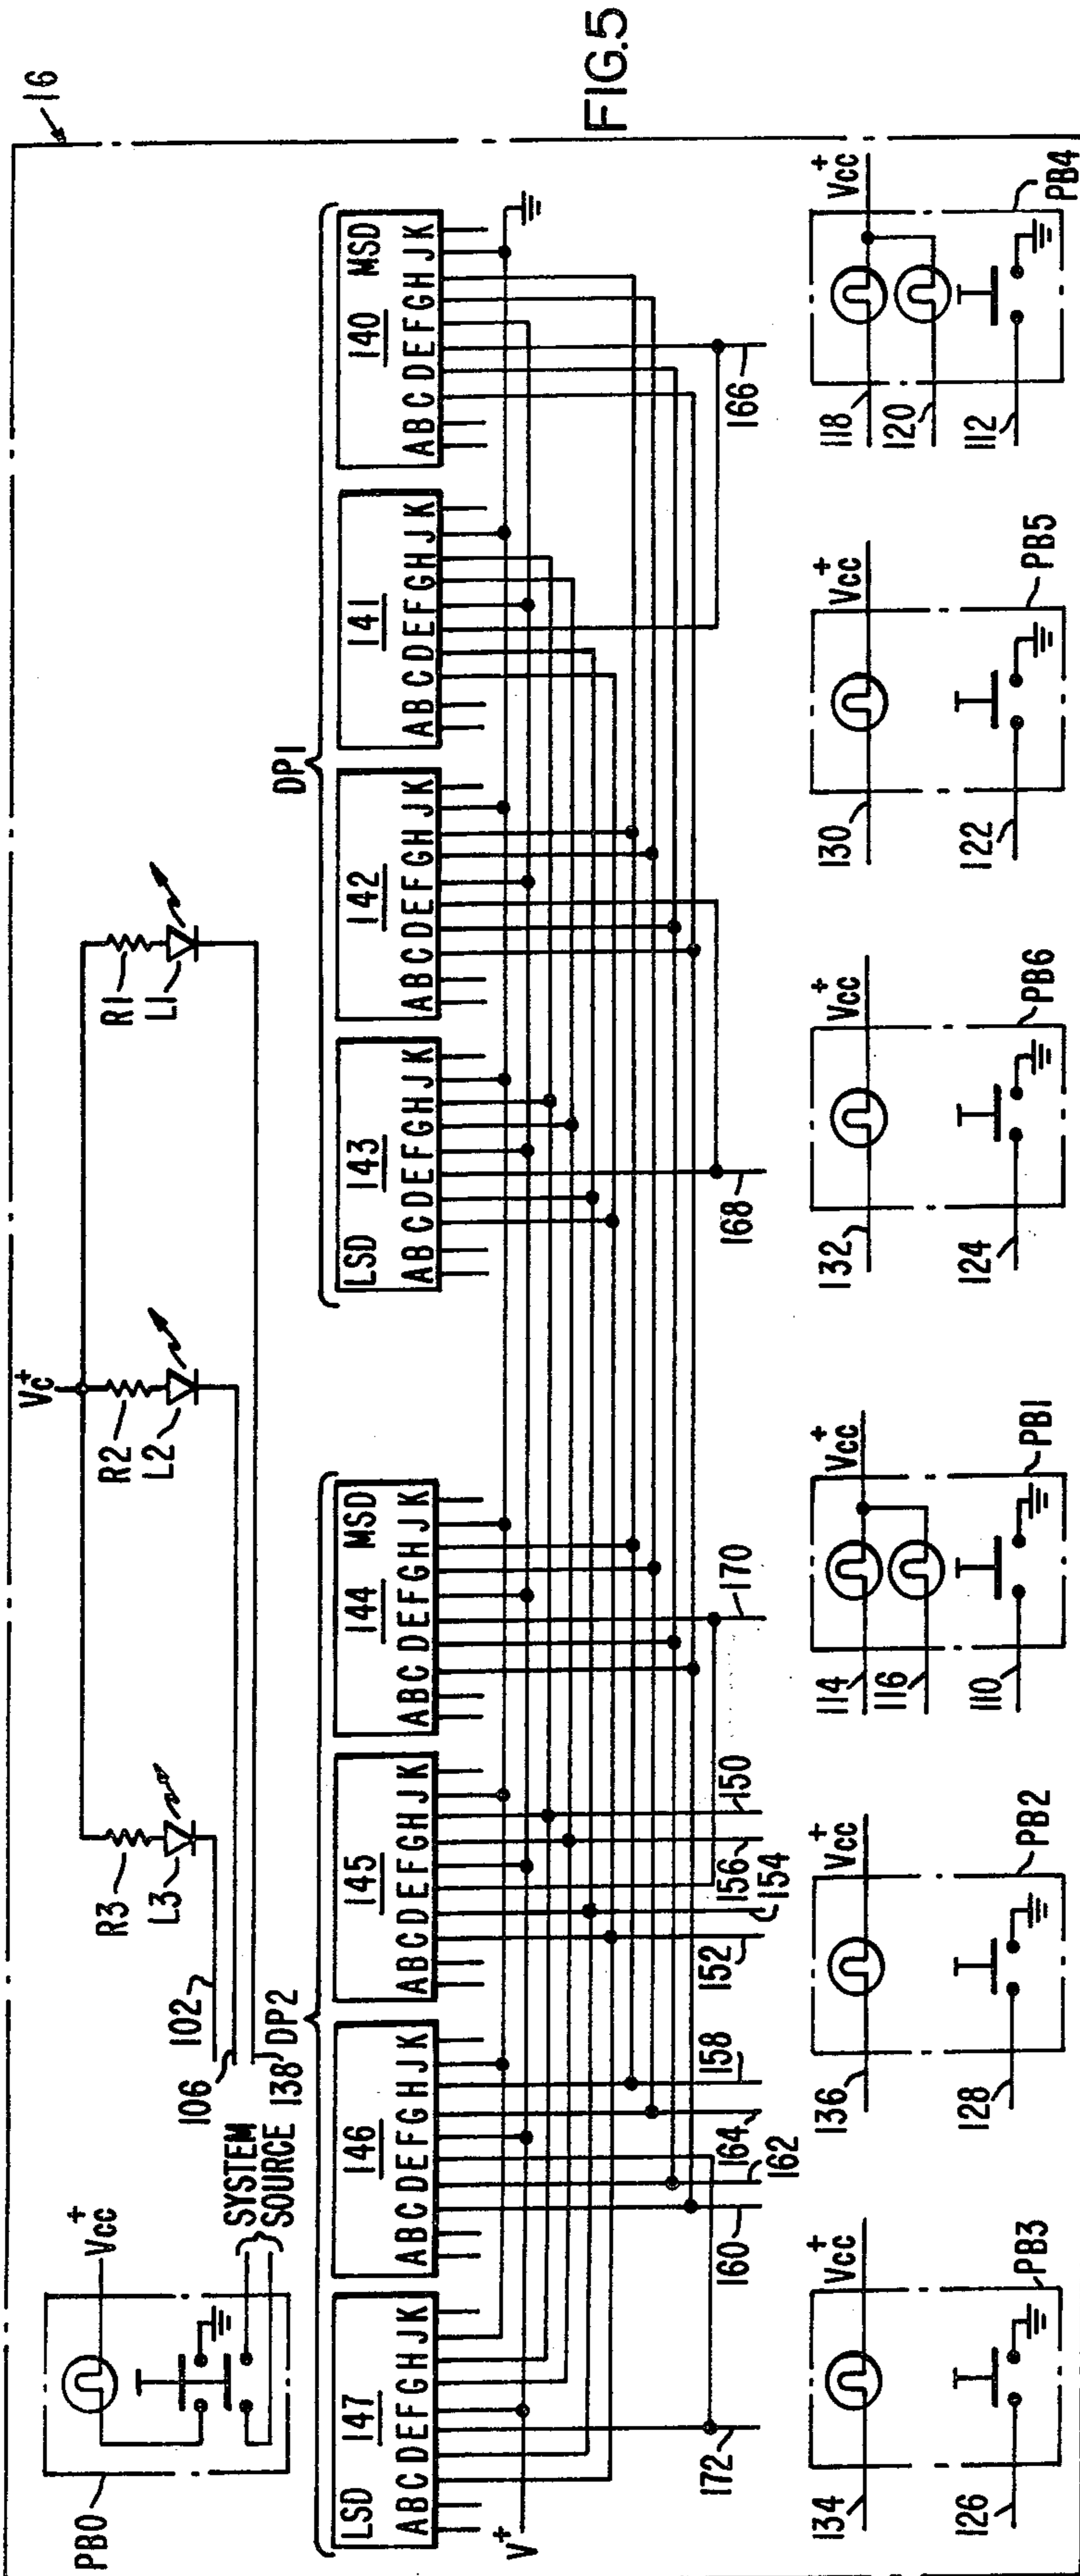 FIG.5
16
PB0
Vcc+
SYSTEM
SOURCE
106
102
138
Vc+
R3
L3
R2
L2
R1
L1
DP2
DP1
LSD 147
ABCDEFGHJK
146
ABCDEFGHJK
145
ABCDEFGHJK
144 MSD
ABCDEFGHJK
LSD 143
ABCDEFGHJK
142
ABCDEFGHJK
141
ABCDEFGHJK
140 MSD
ABCDEFGHJK
V+
172
160
162
164
158
152
154
156
150
170
168
166
134
Vcc+
126
PB3
136
Vcc+
128
PB2
114
116
Vcc+
110
PB1
132
Vcc+
124
PB6
130
Vcc+
122
PB5
118
120
Vcc+
112
PB4